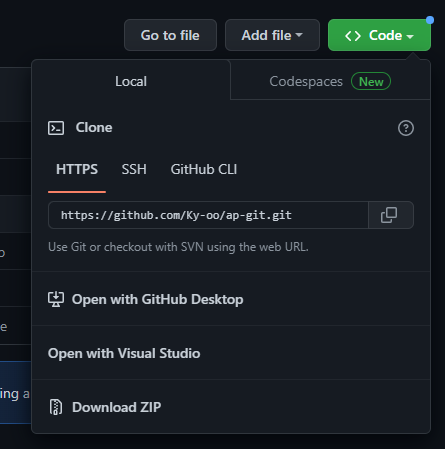 Go to file
Add file
Code
Local
Codespaces
New
Clone
HTTPS
SSH
GitHub CLI
https://github.com/Ky-oo/ap-git.git
Use Git or checkout with SVN using the web URL.
Open with GitHub Desktop
Open with Visual Studio
Download ZIP